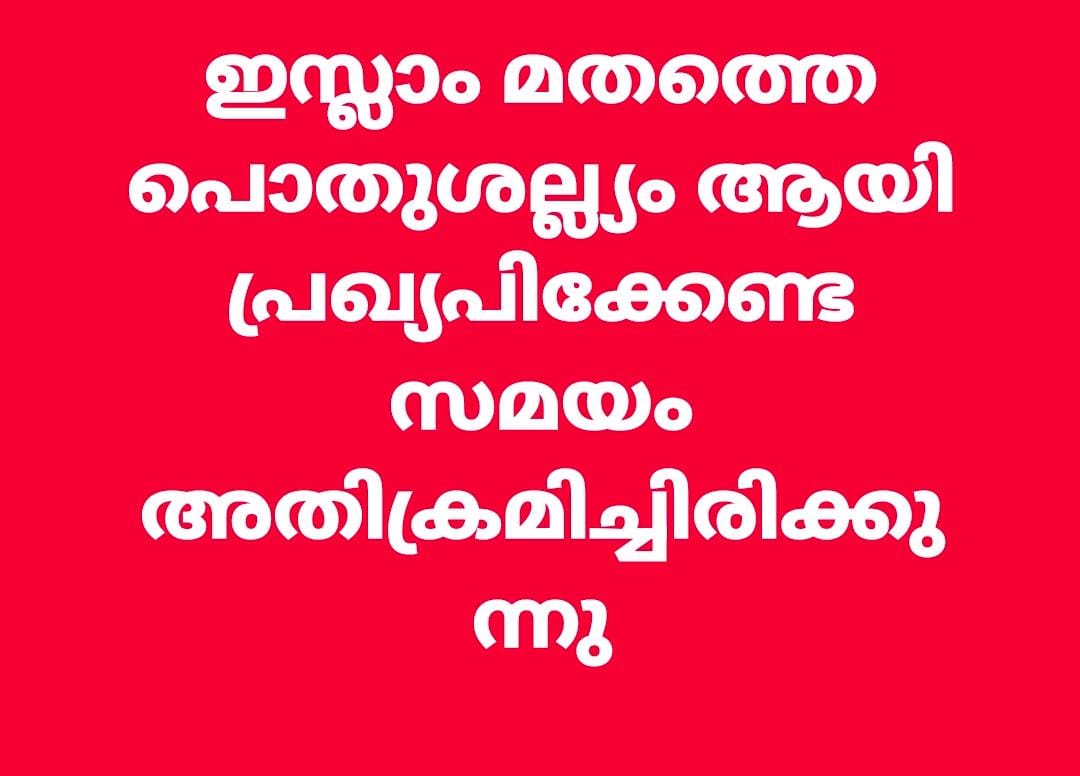 ഇസ്ലാം മതത്തെ
പൊതുശല്ല്യം ആയി
പ്രഖ്യപിക്കേണ്ട
സമയം
അതിക്രമിച്ചിരിക്കു
ന്നു